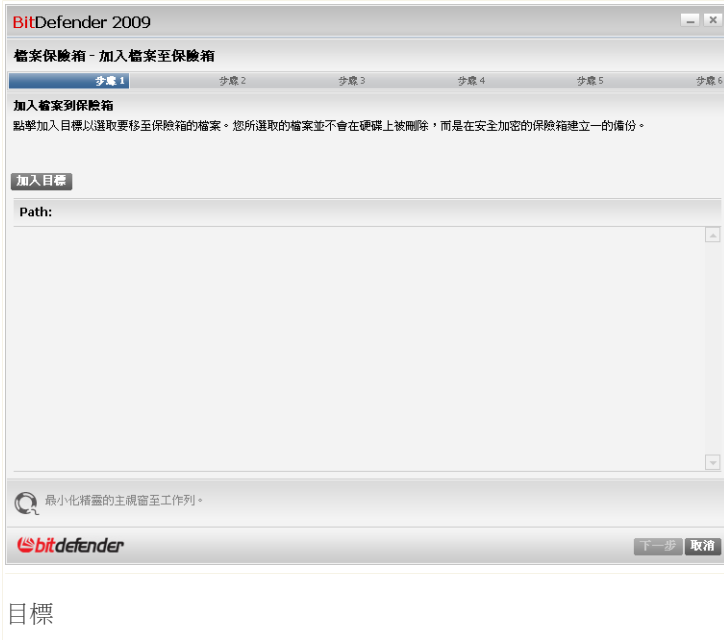 BitDefender 2009
檔案保險箱 - 加入檔案至保險箱
步驟 1 步驟 2 步驟 3 步驟 4 步驟 5 步驟 6
加入檔案到保險箱
點擊加入目標以選取要移至保險箱的檔案。您所選取的檔案並不會在硬碟上被刪除，而是在安全加密的保險箱建立一的備份。
加入目標
Path:
最小化精靈的主視窗至工作列。
bitdefender
下一步 取消
目標